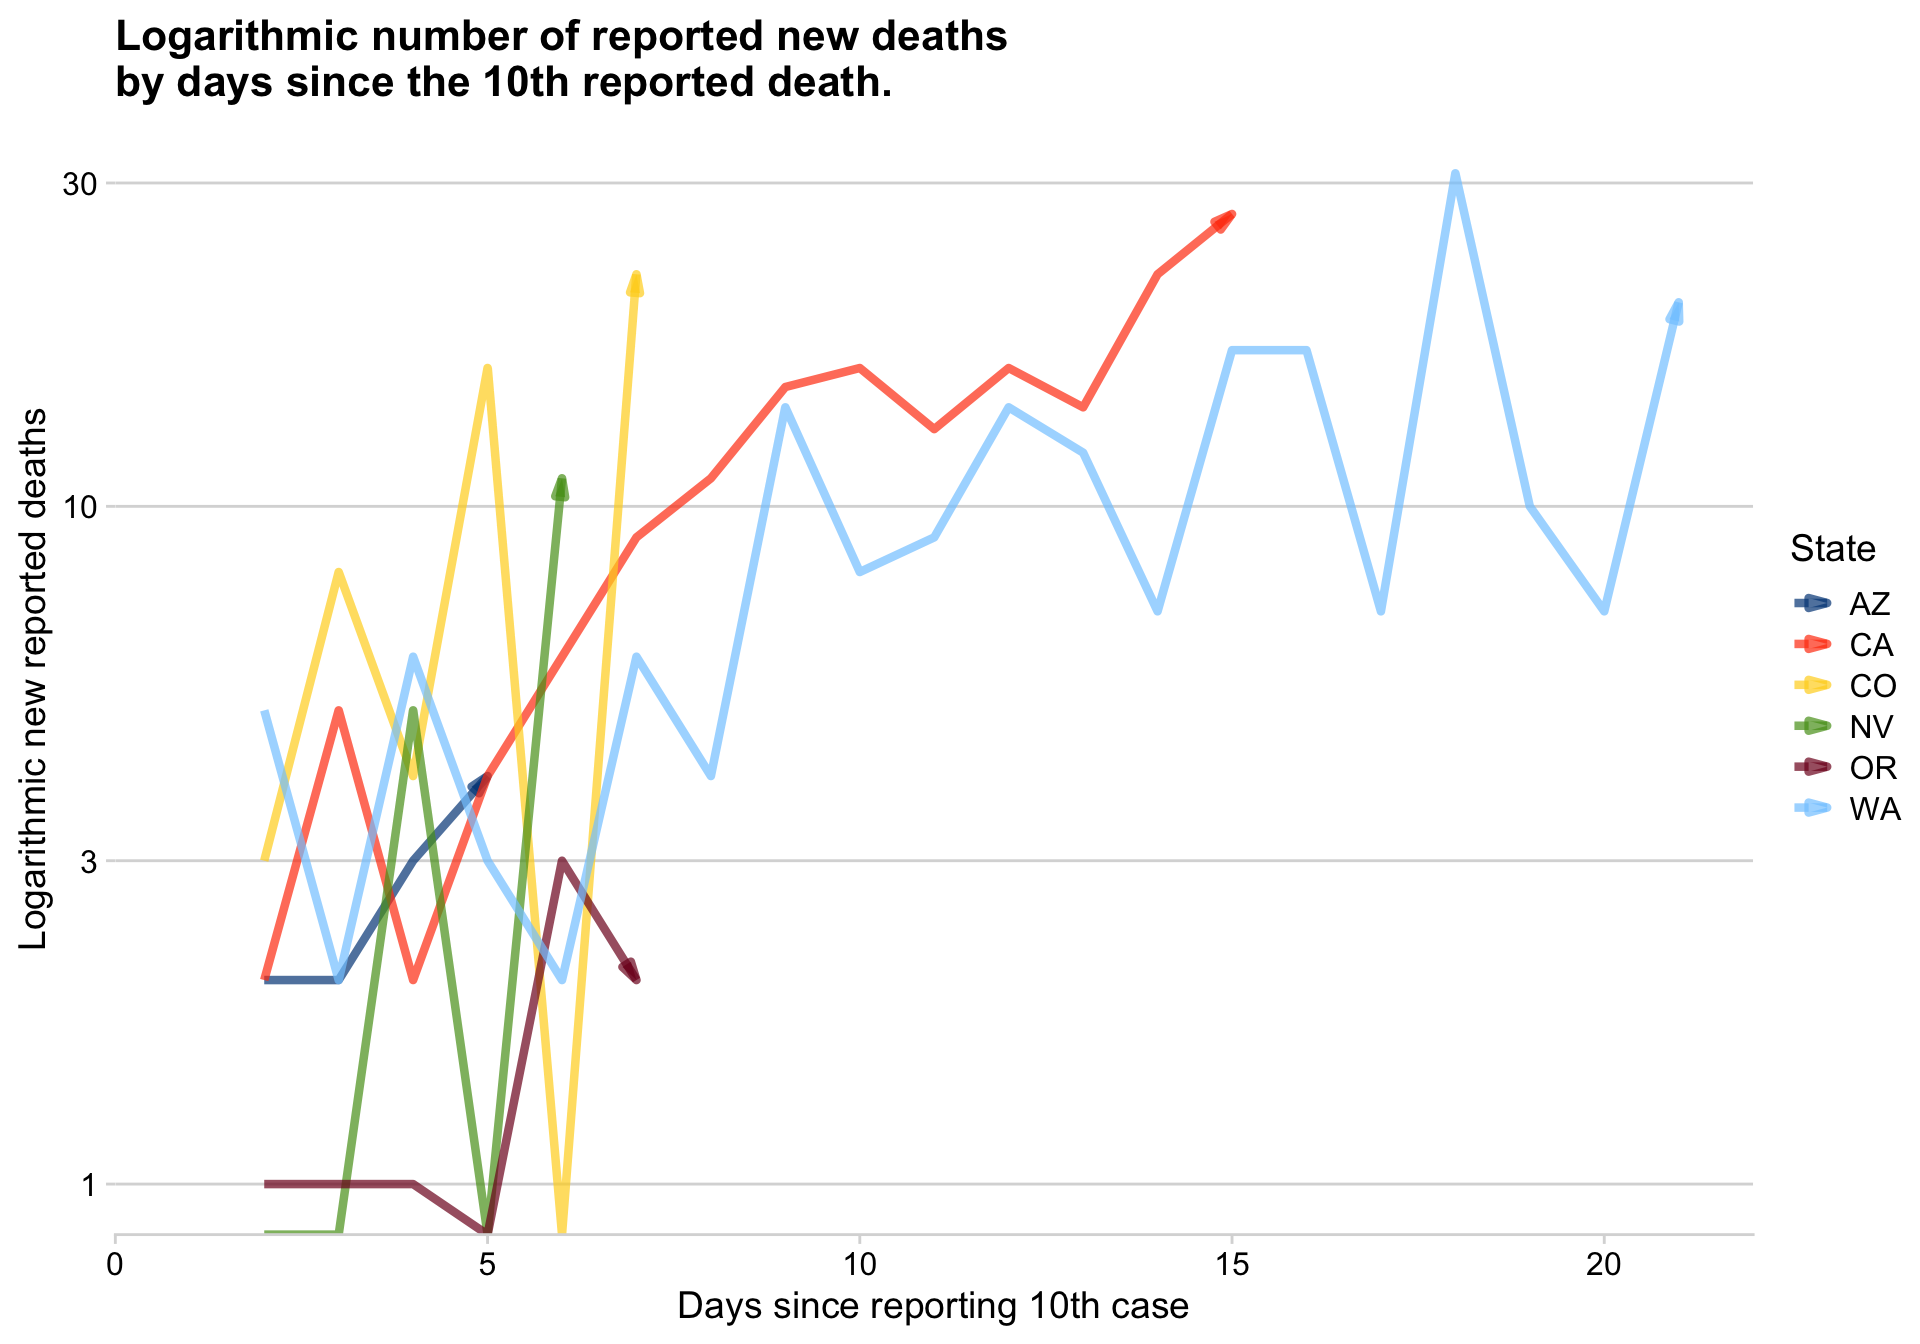 Logarithmic number of reported new deaths
by days since the 10th reported death.
Logarithmic new reported deaths
30
10
3
1
0
5
10
15
20
Days since reporting 10th case
State
AZ
CA
CO
NV
OR
WA